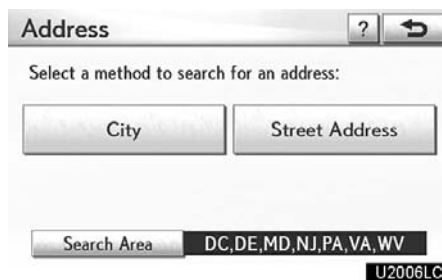 Address ?
Select a method to search for an address:
City Street Address
Search Area DC,DE,MD,NJ,PA,VA,WV
U2006LC